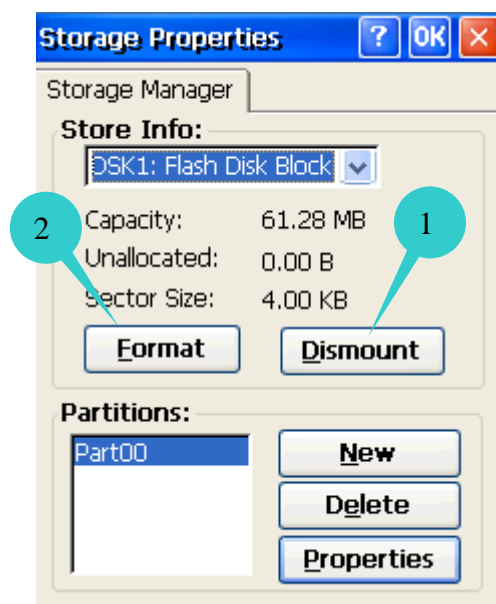 Storage Properties ? OK ×
Storage Manager
Store Info:
DSK1: Flash Disk Block
2 Capacity: 61.28 MB 1
Unallocated: 0.00 B
Sector Size: 4.00 KB
Format Dismount
Partitions:
Part00 New
Delete
Properties